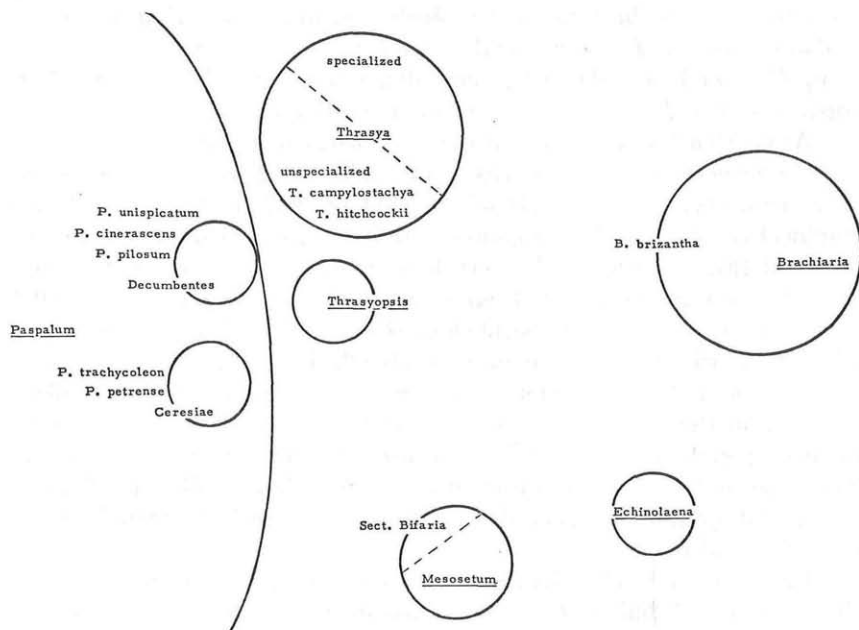 specialized
Thrasya
unspecialized
T. campylostachya
T. hitchcockii
P. unispicatum
P. cinerascens
P. pilosum
Decumbentes
B. brizantha
Brachiaria
Thrasyopsis
Paspalum
P. trachycoleon
P. petrense
Ceresiae
Echinolaena
Sect. Bifaria
Mesosetum